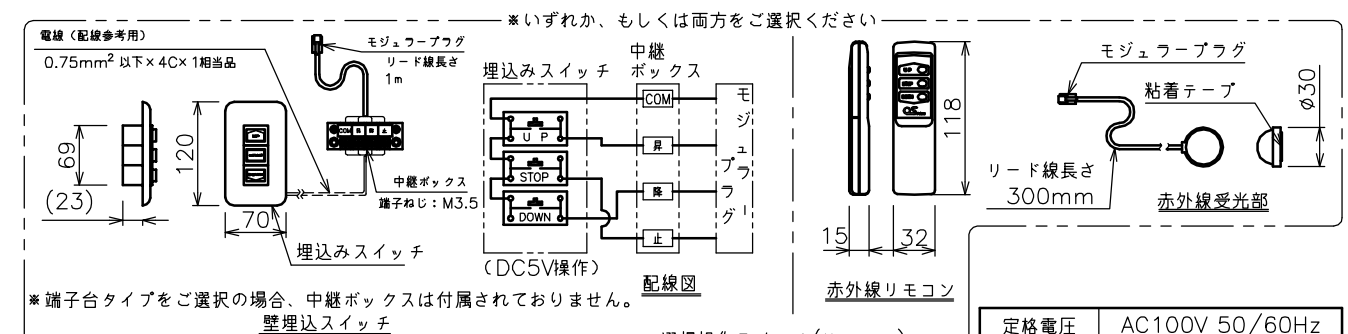 ※いずれか、もしくは両方をご選択ください
電線（配線参考用）
0.75mm² 以下×4C×1相当品
モジュラープラグ
リード線長さ
1m
69
(23)
120
70
COM 昇 降 止
中継ボックス
端子ねじ：M3.5
埋込みスイッチ
※端子台タイプをご選択の場合、中継ボックスは付属されておりません。
壁埋込スイッチ
埋込みスイッチ
中継
ボックス
COM
UP
昇
STOP
降
DOWN
止
モジュラープラグ
(DC5V操作)
配線図
118
15
32
赤外線リモコン
モジュラープラグ
粘着テープ
ø30
リード線長さ
300mm
赤外線受光部
定格電圧 AC100V 50/60Hz